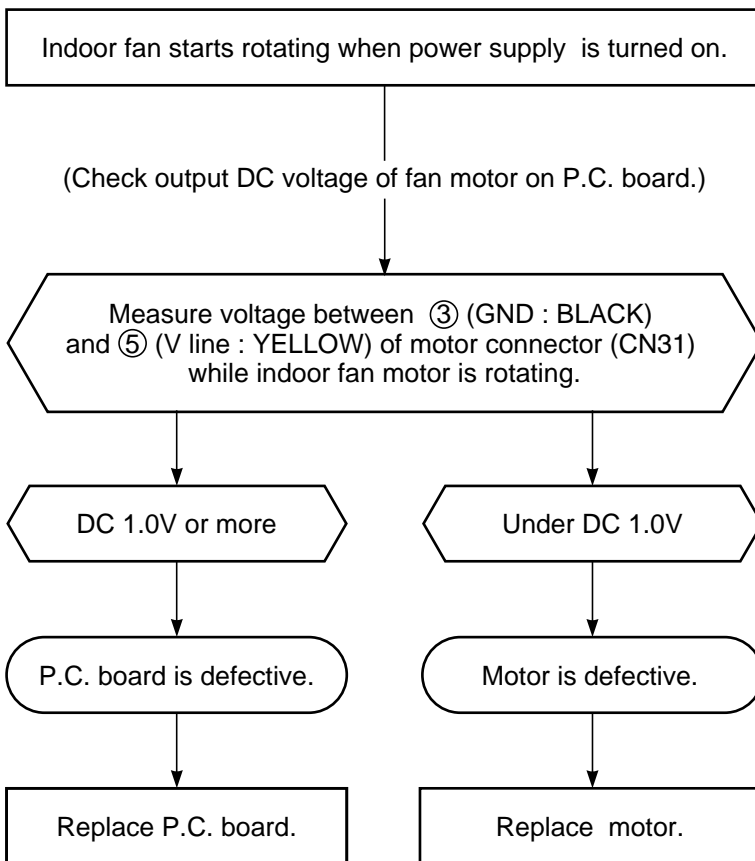 Indoor fan starts rotating when power supply is turned on.
(Check output DC voltage of fan motor on P.C. board.)
Measure voltage between ③ (GND : BLACK)
and ⑤ (V line : YELLOW) of motor connector (CN31)
while indoor fan motor is rotating.
DC 1.0V or more
Under DC 1.0V
P.C. board is defective.
Motor is defective.
Replace P.C. board.
Replace motor.